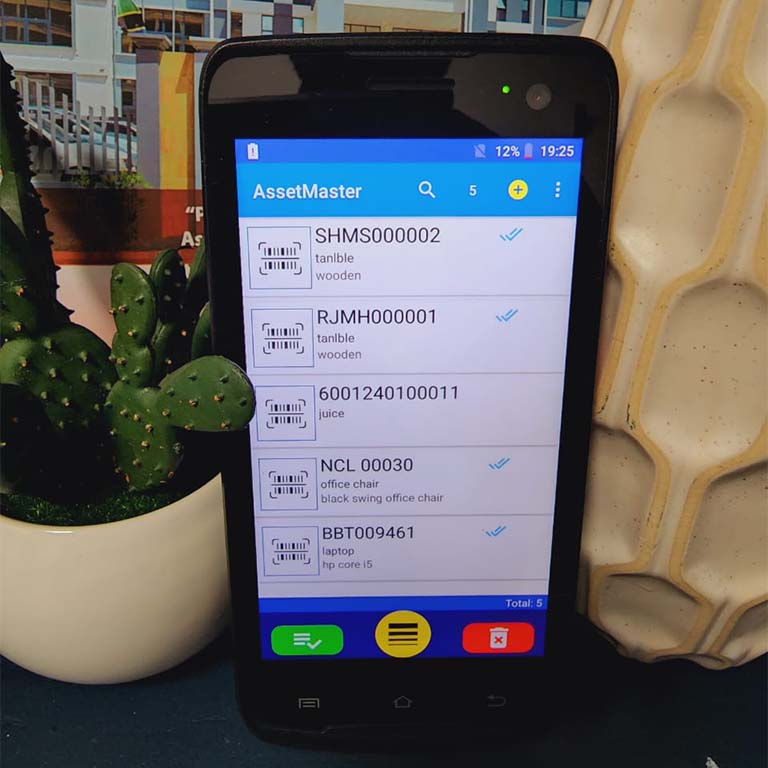 12% 19:25
AssetMaster 5
SHMS000002
tanlble
wooden
RJMH000001
tanlble
wooden
6001240100011
juice
NCL 00030
office chair
black swing office chair
BBT009461
laptop
hp core i5
Total: 5